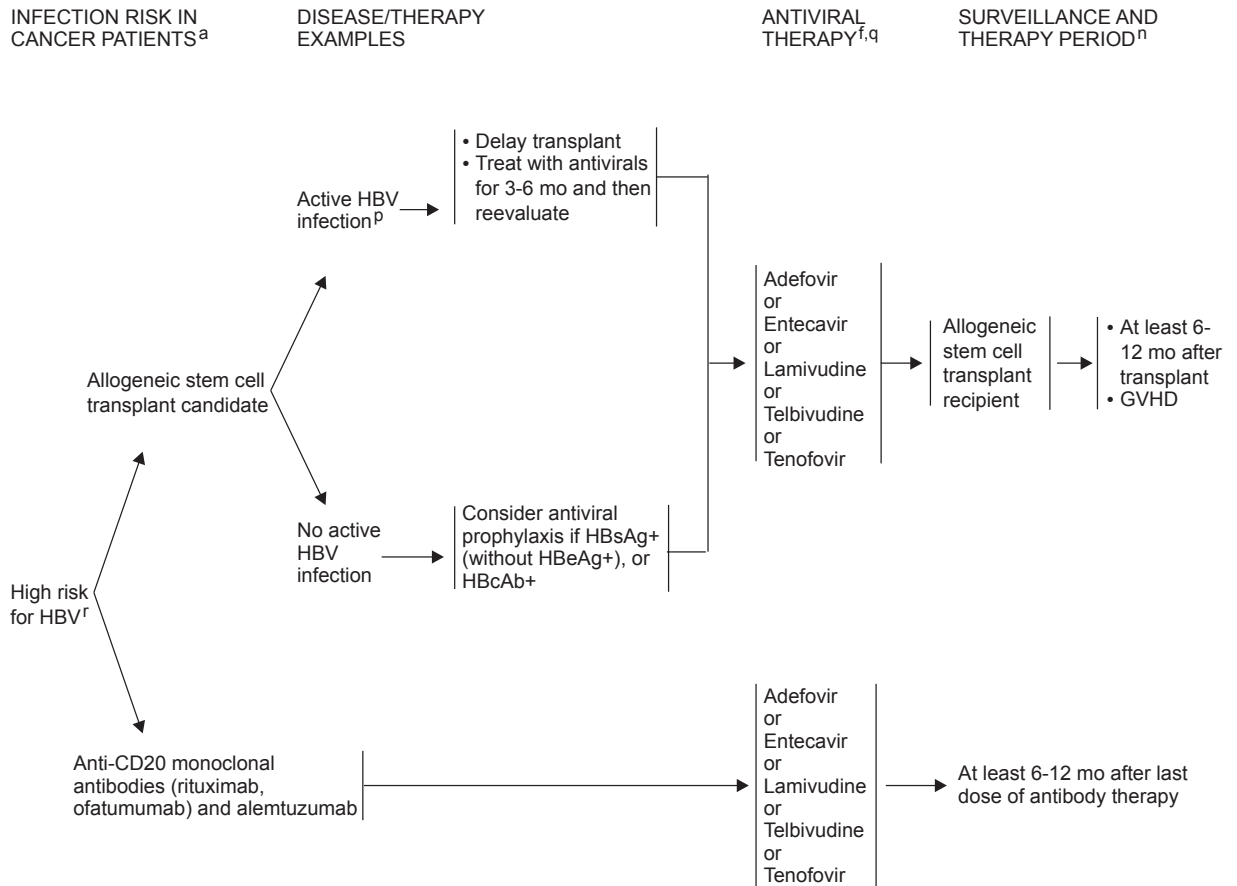 INFECTION RISK IN
CANCER PATIENTSa
DISEASE/THERAPY
EXAMPLES
ANTIVIRAL
THERAPYf,q
SURVEILLANCE AND
THERAPY PERIODn
Active HBV
infectionp
• Delay transplant
• Treat with antivirals
for 3-6 mo and then
reevaluate
Allogeneic stem cell
transplant candidate
No active
HBV
infection
Consider antiviral
prophylaxis if HBsAg+
(without HBeAg+), or
HBcAb+
Adefovir
or
Entecavir
or
Lamivudine
or
Telbivudine
or
Tenofovir
Allogeneic
stem cell
transplant
recipient
• At least 6-
12 mo after
transplant
• GVHD
High risk
for HBVr
Anti-CD20 monoclonal
antibodies (rituximab,
ofatumumab) and alemtuzumab
Adefovir
or
Entecavir
or
Lamivudine
or
Telbivudine
or
Tenofovir
At least 6-12 mo after last
dose of antibody therapy